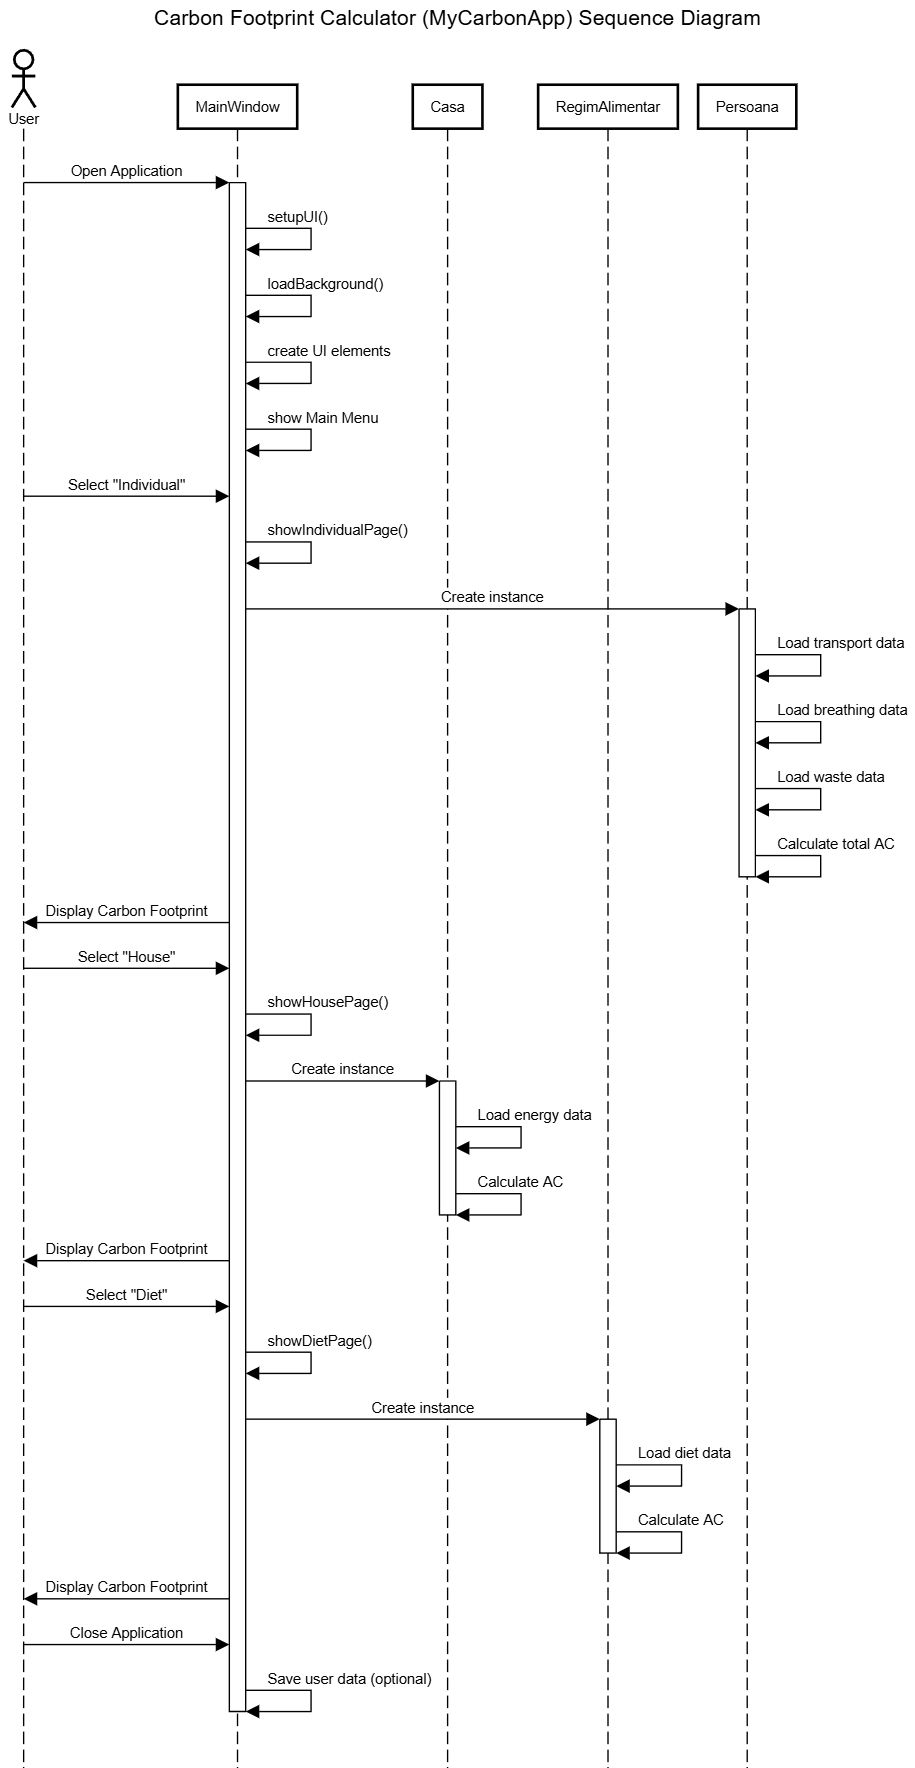 Carbon Footprint Calculator (MyCarbonApp) Sequence Diagram
User
MainWindow
Casa
RegimAlimentar
Persoana
Open Application
setupUI()
loadBackground()
create UI elements
show Main Menu
Select "Individual"
showIndividualPage()
Create instance
Load transport data
Load breathing data
Load waste data
Calculate total AC
Display Carbon Footprint
Select "House"
showHousePage()
Create instance
Load energy data
Calculate AC
Display Carbon Footprint
Select "Diet"
showDietPage()
Create instance
Load diet data
Calculate AC
Display Carbon Footprint
Close Application
Save user data (optional)